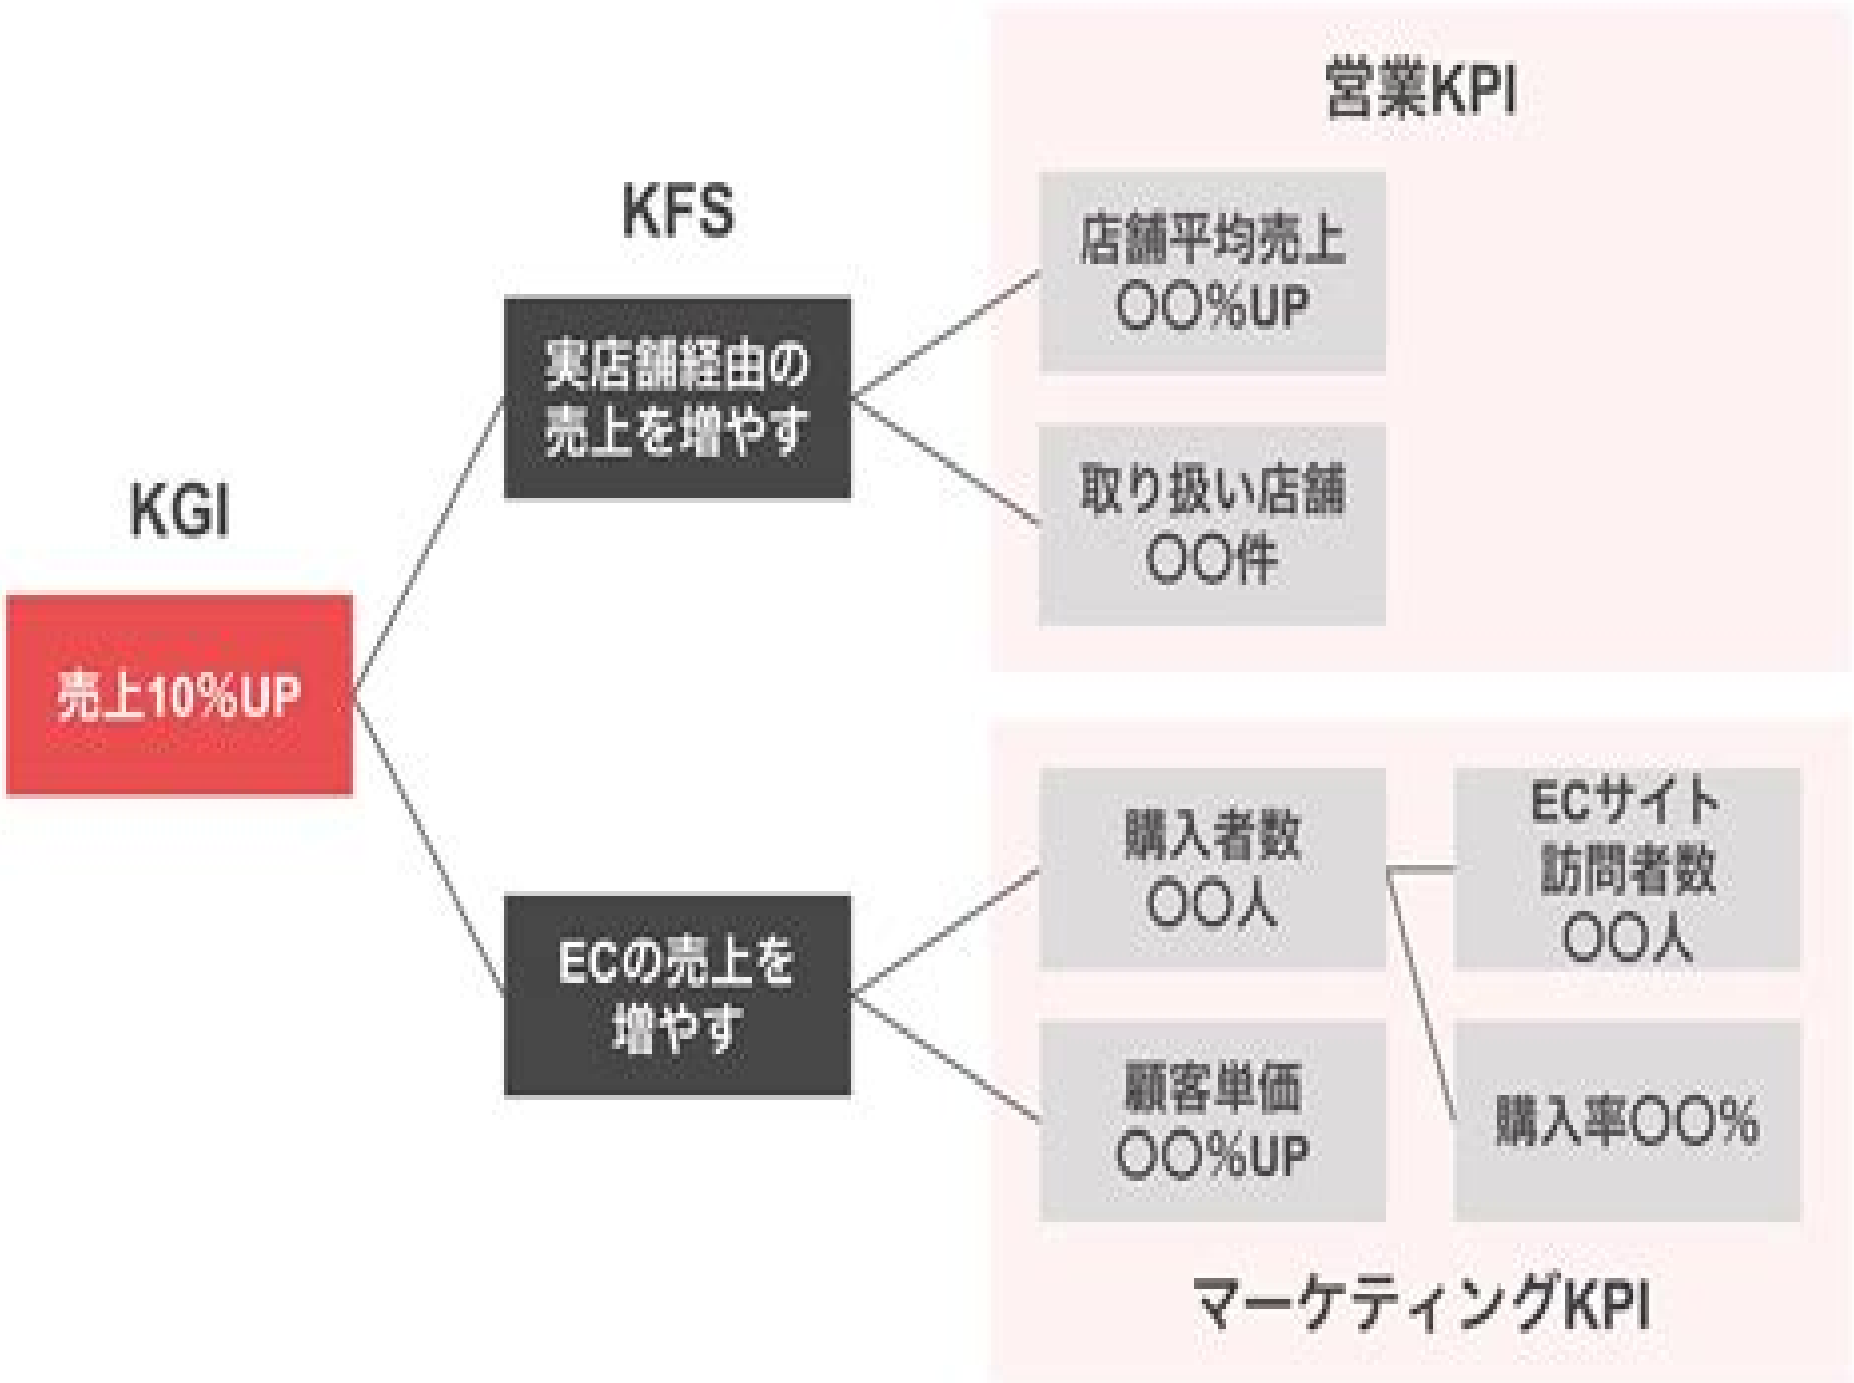 営業KPI
KFS
店舗平均売上
〇〇%UP
実店舗経由の
売上を増やす
取り扱い店舗
〇〇件
KGI
売上10%UP
購入者数
〇〇人
ECサイト
訪問者数
〇〇人
ECの売上を
増やす
顧客単価
〇〇%UP
購入率〇〇%
マーケティングKPI